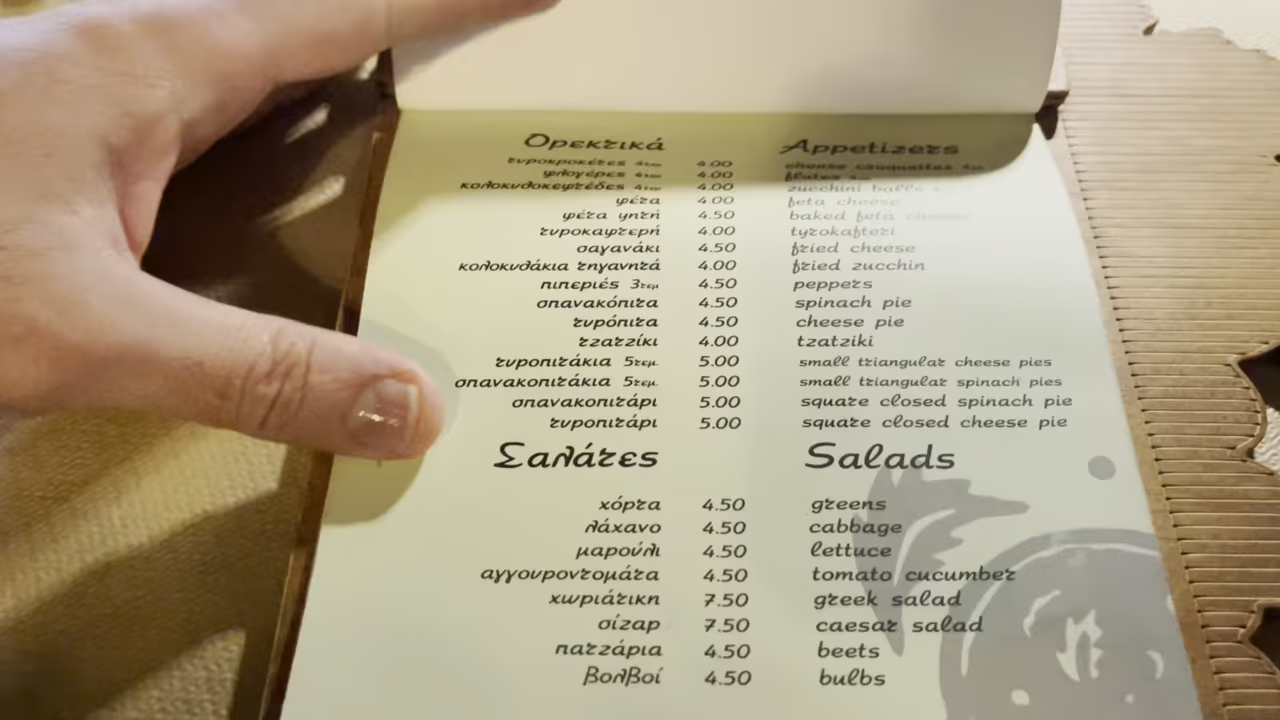 Ορεκτικά Appetizers
τυροκροκέτες 4τεμ 4.00 cheese croquettes
φλογέρες 4τεμ 4.00 flutes
κολοκυθοκεφτέδες 4τεμ 4.00 zucchini balls
φέτα 4.00 feta cheese
φέτα ψητή 4.50 baked feta cheese
τυροκαφτερή 4.00 tyrokafteri
σαγανάκι 4.50 fried cheese
κολοκυθάκια τηγανητά 4.00 fried zucchin
πιπεριές 3τεμ 4.50 peppers
σπανακόπιτα 4.50 spinach pie
τυρόπιτα 4.50 cheese pie
τζατζίκι 4.00 tzatziki
τυροπιτάκια 5τεμ. 5.00 small triangular cheese pies
σπανακοπιτάκια 5τεμ. 5.00 small triangular spinach pies
σπανακοπιτάρι 5.00 square closed spinach pie
τυροπιτάρι 5.00 square closed cheese pie
Σαλάτες Salads
χόρτα 4.50 greens
λάχανο 4.50 cabbage
μαρούλι 4.50 lettuce
αγγουροντομάτα 4.50 tomato cucumber
χωριάτικη 7.50 greek salad
σίζαρ 7.50 caesar salad
πατζάρια 4.50 beets
βολβοί 4.50 bulbs